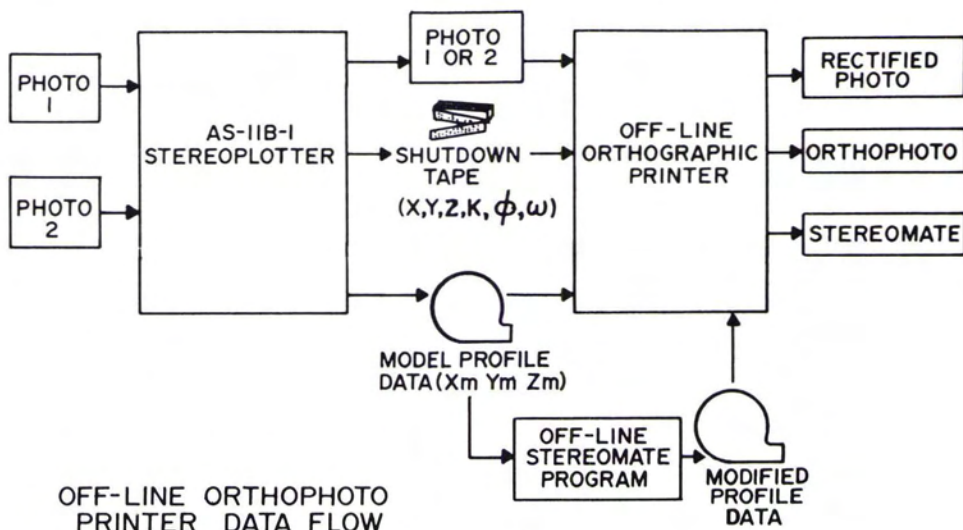 PHOTO
1
PHOTO
2
AS-11B-1
STEREOPLOTTER
PHOTO
1 OR 2
SHUTDOWN
TAPE
(X,Y,Z,K,ϕ,ω)
MODEL PROFILE
DATA (Xm Ym Zm)
OFF-LINE
ORTHOGRAPHIC
PRINTER
RECTIFIED
PHOTO
ORTHOPHOTO
STEREOMATE
OFF-LINE
STEREOMATE
PROGRAM
MODIFIED
PROFILE
DATA
OFF-LINE ORTHOPHOTO
PRINTER DATA FLOW